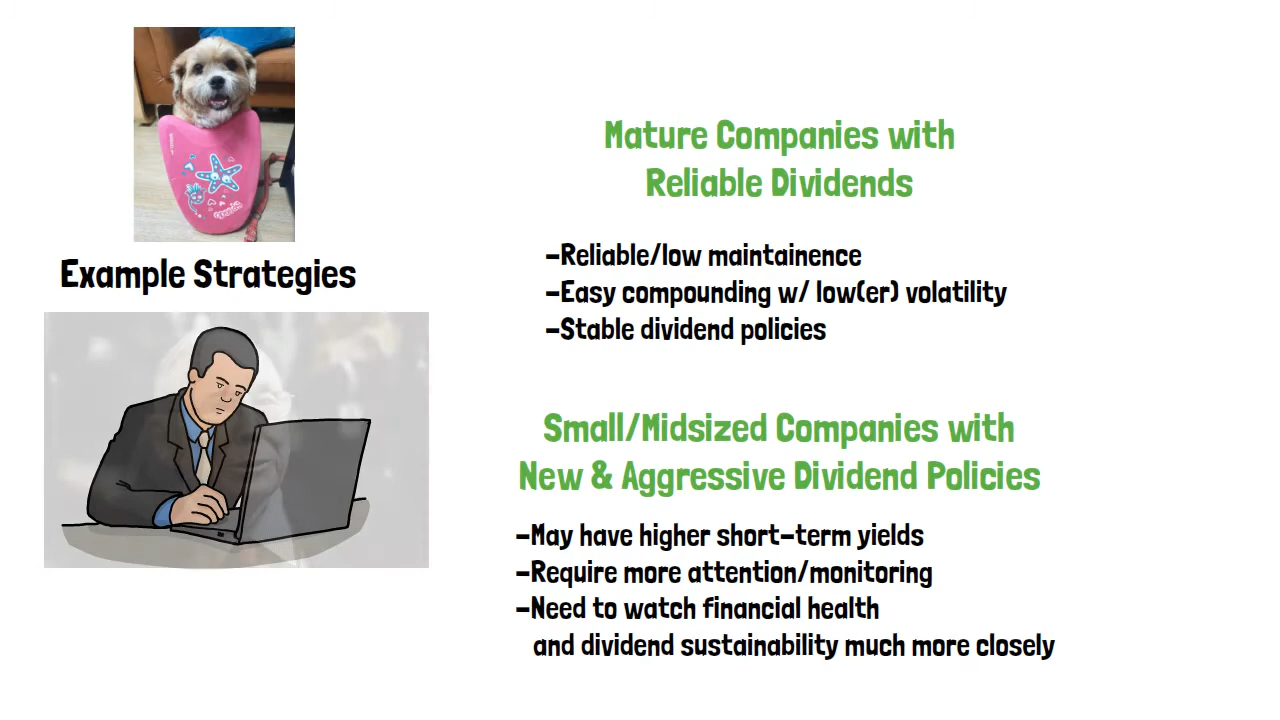 Example Strategies
Mature Companies with
Reliable Dividends
-Reliable/low maintainence
-Easy compounding w/ low(er) volatility
-Stable dividend policies
Small/Midsized Companies with
New & Aggressive Dividend Policies
-May have higher short-term yields
-Require more attention/monitoring
-Need to watch financial health
and dividend sustainability much more closely